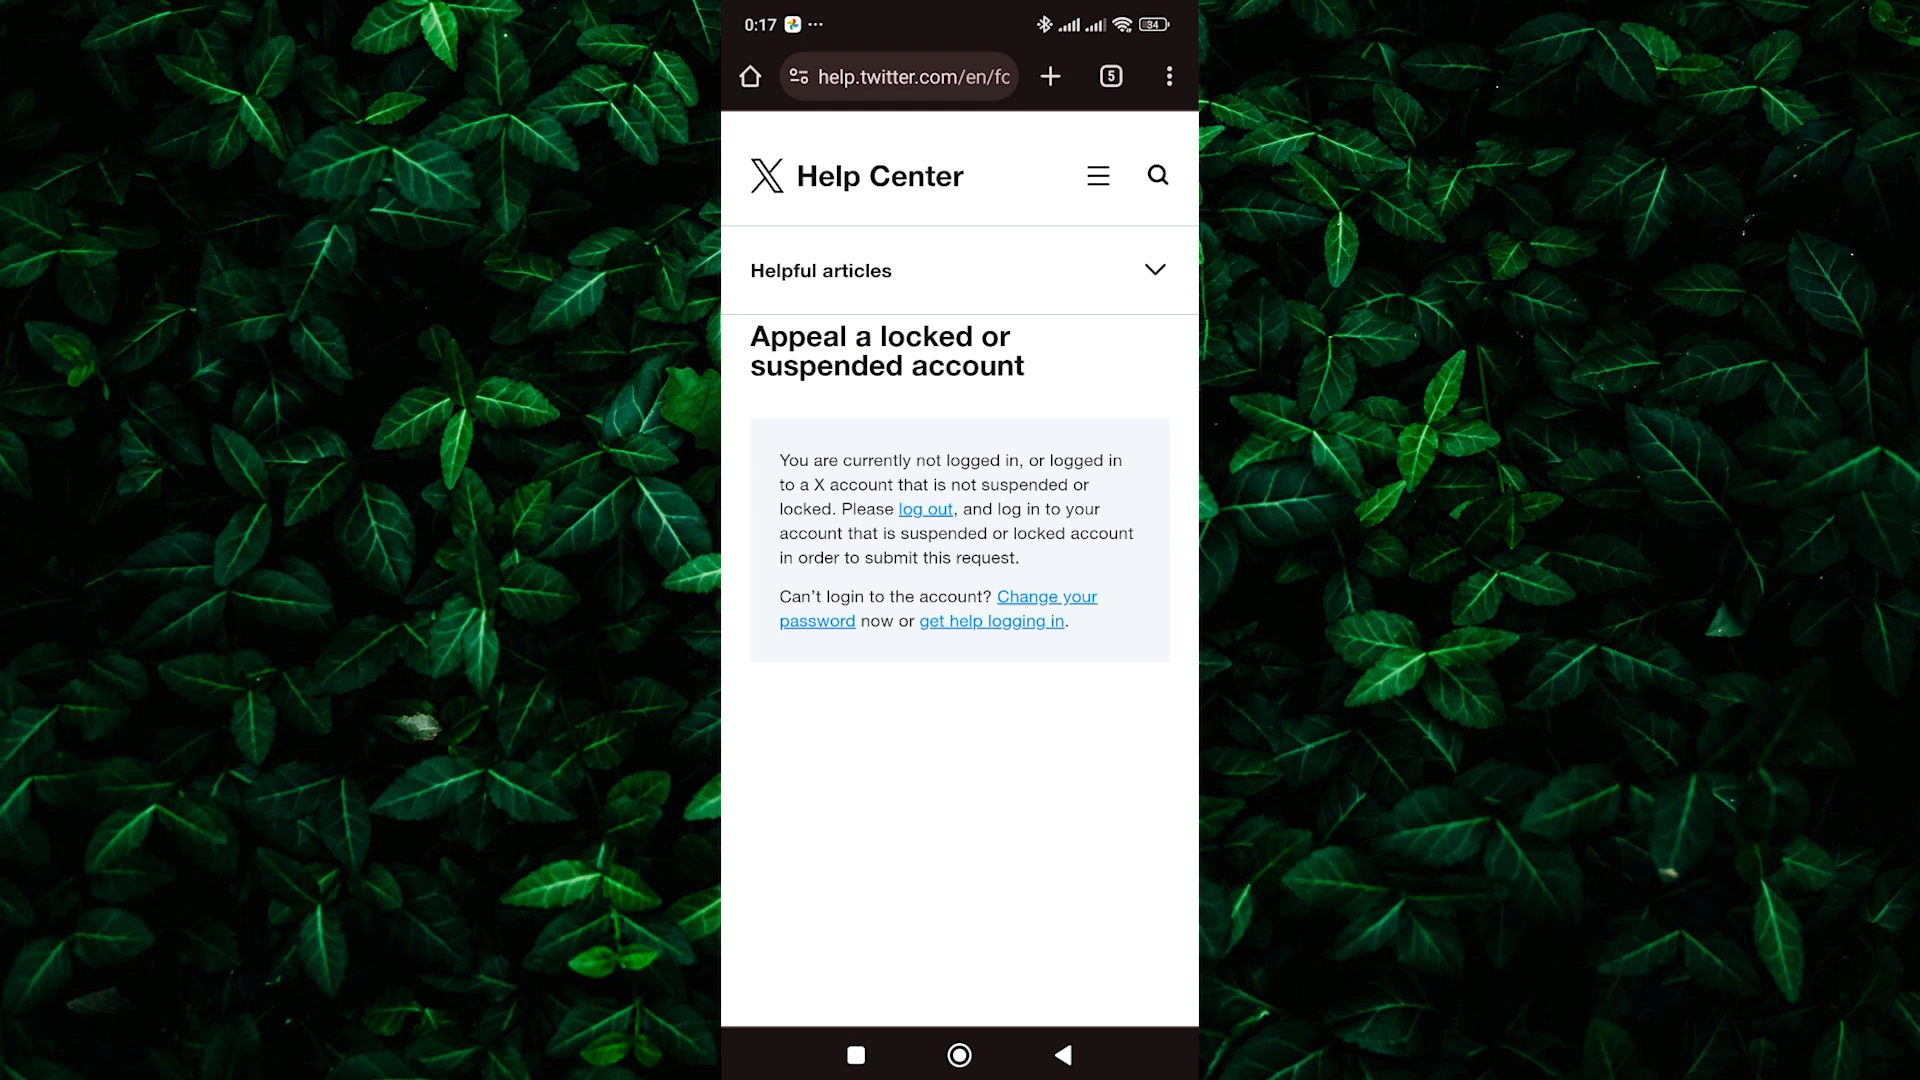 0:17 ... 34
help.twitter.com/en/fc 5
X Help Center
Helpful articles
Appeal a locked or
suspended account
You are currently not logged in, or logged in
to a X account that is not suspended or
locked. Please log out, and log in to your
account that is suspended or locked account
in order to submit this request.
Can’t login to the account? Change your
password now or get help logging in.